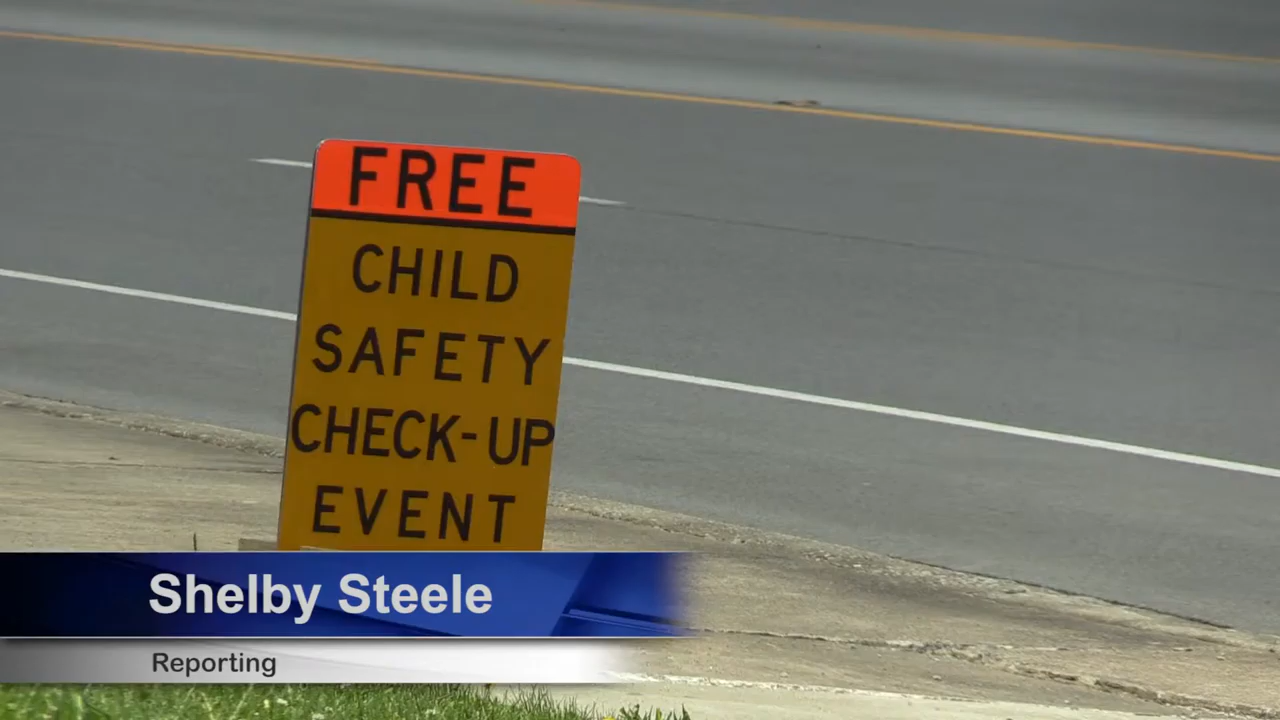 FREE
CHILD
SAFETY
CHECK-UP
EVENT
Shelby Steele
Reporting